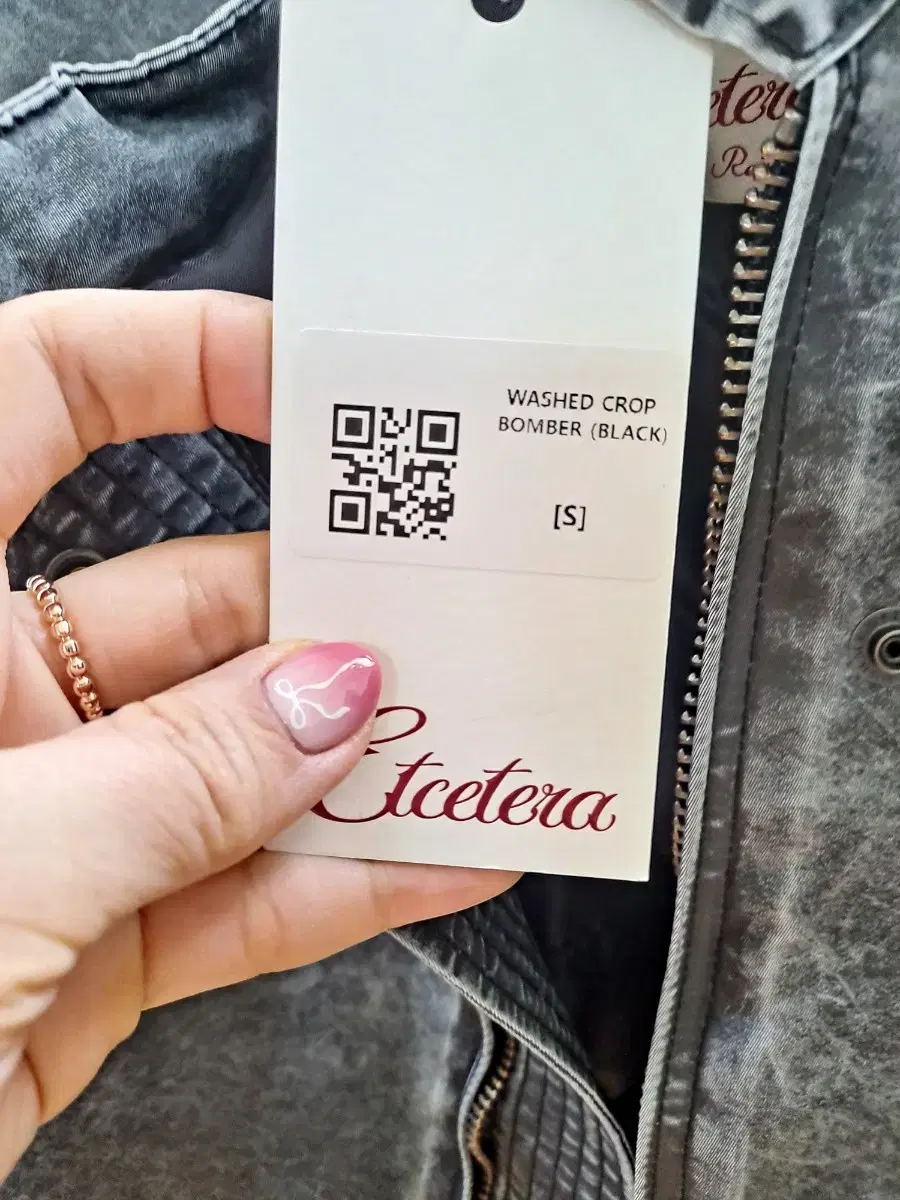 WASHED CROP
BOMBER (BLACK)
[S]
Etcetera